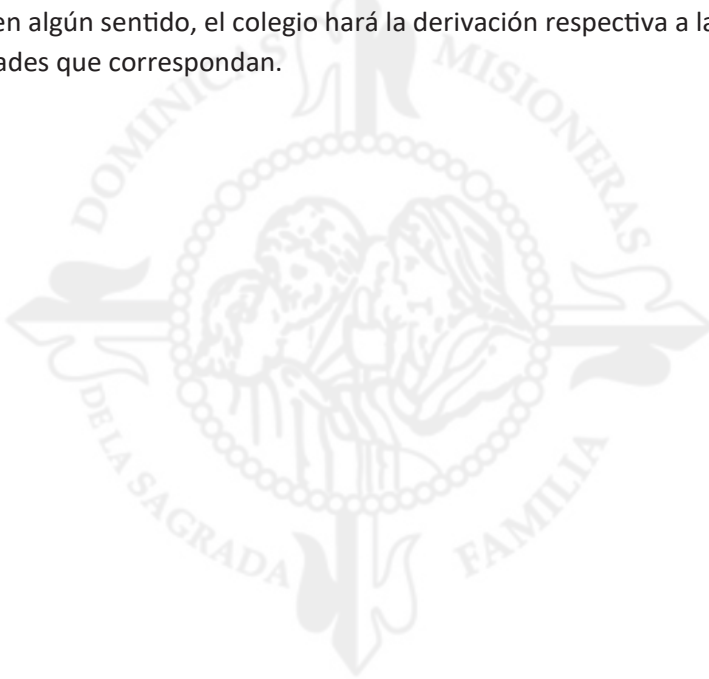 en algún sentido, el colegio hará la derivación respectiva a la
ades que correspondan.
DOMINICAS MISIONERAS
DE LA SAGRADA FAMILIA